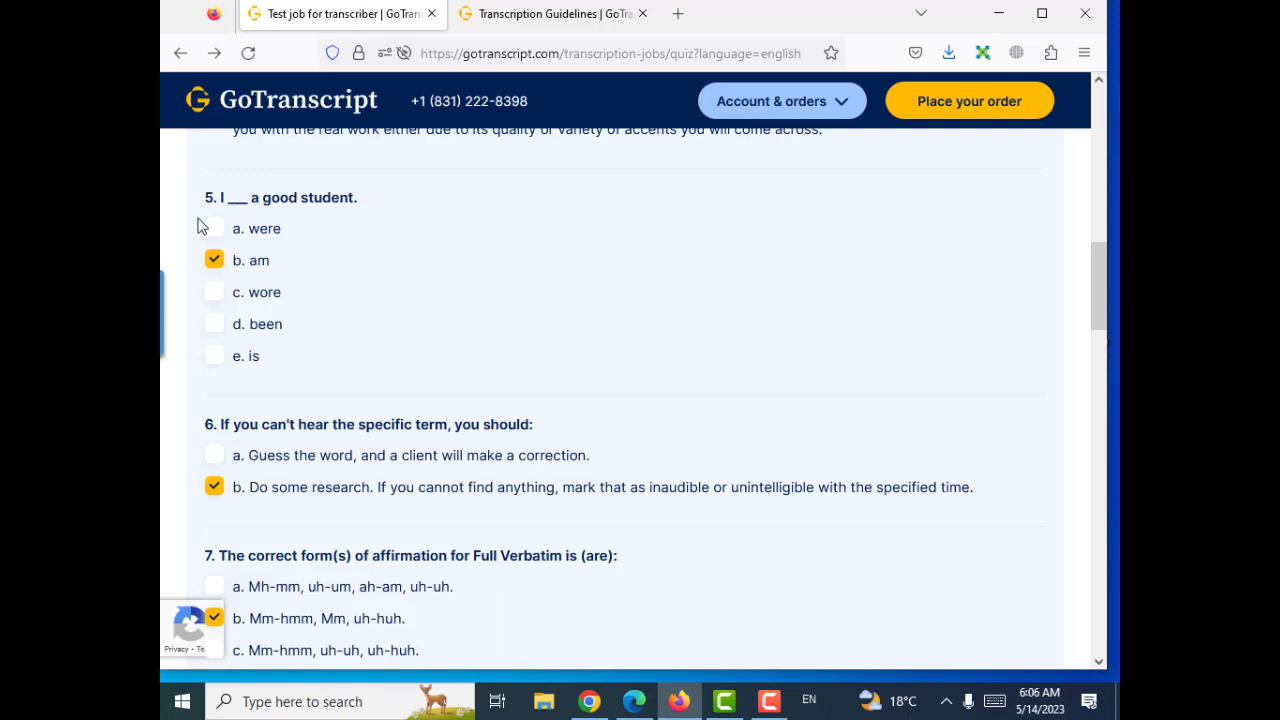 Test job for transcriber | GoTran
Transcription Guidelines | GoTra
https://gotranscript.com/transcription-jobs/quiz?language=english
GoTranscript
+1 (831) 222-8398
Account & orders
Place your order
you with the real work either due to its quality or variety of accents you will come across.
5. I ___ a good student.
a. were
b. am
c. wore
d. been
e. is
6. If you can't hear the specific term, you should:
a. Guess the word, and a client will make a correction.
b. Do some research. If you cannot find anything, mark that as inaudible or unintelligible with the specified time.
7. The correct form(s) of affirmation for Full Verbatim is (are):
a. Mh-mm, uh-um, ah-am, uh-uh.
b. Mm-hmm, Mm, uh-huh.
c. Mm-hmm, uh-uh, uh-huh.
Privacy - Te
Type here to search
EN
18°C
6:06 AM
5/14/2023